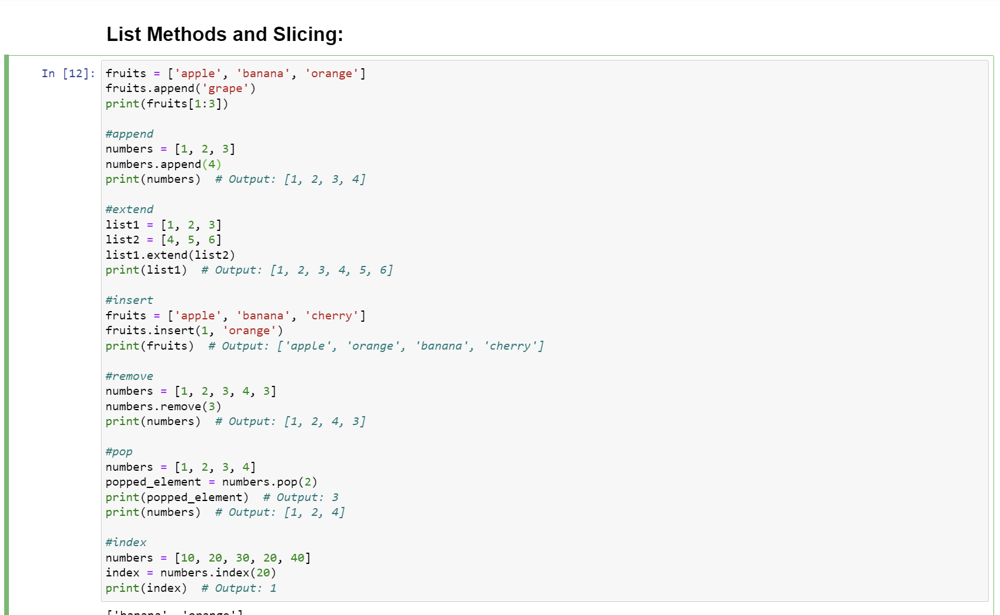 List Methods and Slicing:
In [12]:
fruits = ['apple', 'banana', 'orange']
fruits.append('grape')
print(fruits[1:3])
#append
numbers = [1, 2, 3]
numbers.append(4)
print(numbers)  # Output: [1, 2, 3, 4]
#extend
list1 = [1, 2, 3]
list2 = [4, 5, 6]
list1.extend(list2)
print(list1)  # Output: [1, 2, 3, 4, 5, 6]
#insert
fruits = ['apple', 'banana', 'cherry']
fruits.insert(1, 'orange')
print(fruits)  # Output: ['apple', 'orange', 'banana', 'cherry']
#remove
numbers = [1, 2, 3, 4, 3]
numbers.remove(3)
print(numbers)  # Output: [1, 2, 4, 3]
#pop
numbers = [1, 2, 3, 4]
popped_element = numbers.pop(2)
print(popped_element)  # Output: 3
print(numbers)  # Output: [1, 2, 4]
#index
numbers = [10, 20, 30, 20, 40]
index = numbers.index(20)
print(index)  # Output: 1
['banana', 'orange']